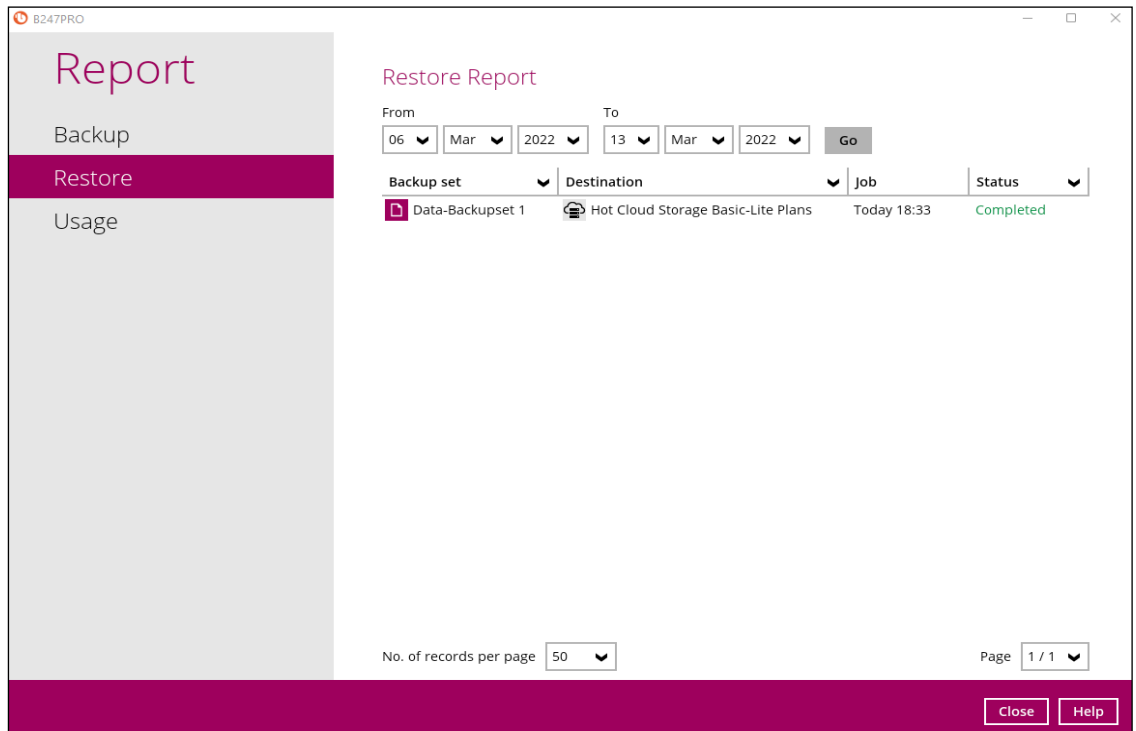 B247PRO
Report
Backup
Restore
Usage
Restore Report
From To
06 Mar 2022 13 Mar 2022 Go
Backup set Destination Job Status
Data-Backupset 1 Hot Cloud Storage Basic-Lite Plans Today 18:33 Completed
No. of records per page 50 Page 1 / 1
Close Help